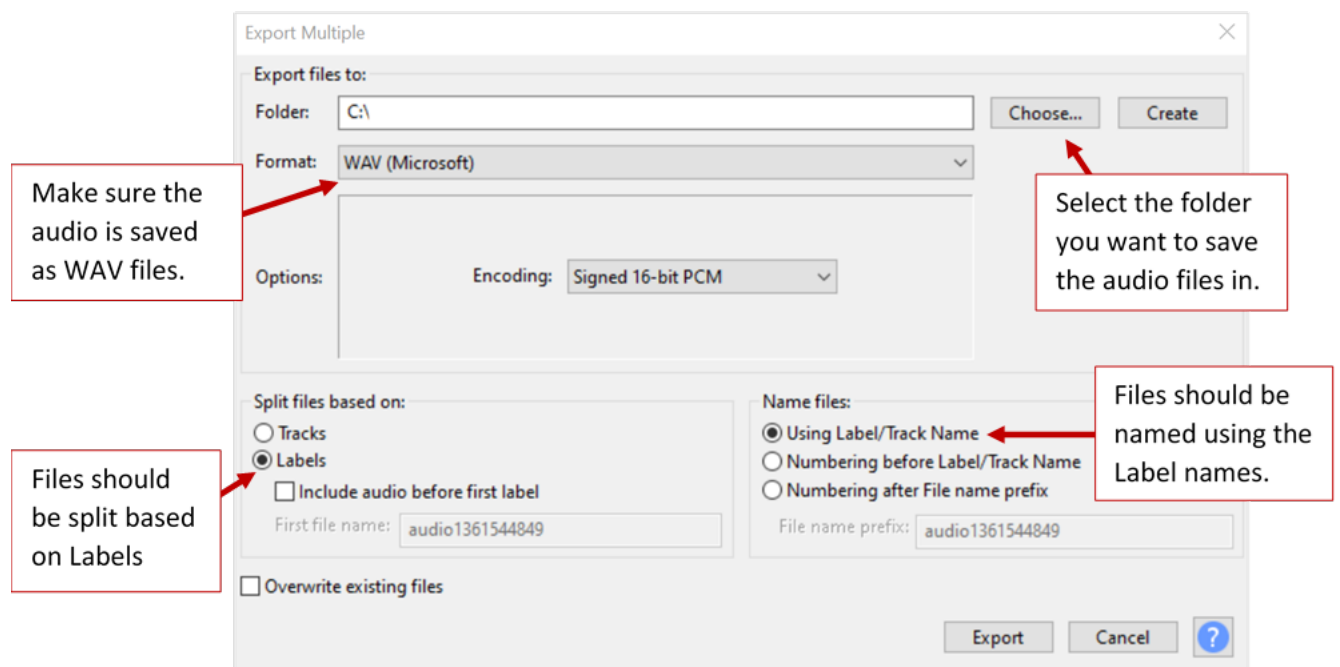 Export Multiple
Export files to:
Folder: C:\ Choose... Create
Format: WAV (Microsoft)
Make sure the
audio is saved
as WAV files.
Select the folder
you want to save
the audio files in.
Options: Encoding: Signed 16-bit PCM
Split files based on:
Tracks
Labels
Include audio before first label
First file name: audio1361544849
Files should
be split based
on Labels
Name files:
Using Label/Track Name
Numbering before Label/Track Name
Numbering after File name prefix
File name prefix: audio1361544849
Files should be
named using the
Label names.
Overwrite existing files
Export Cancel ?